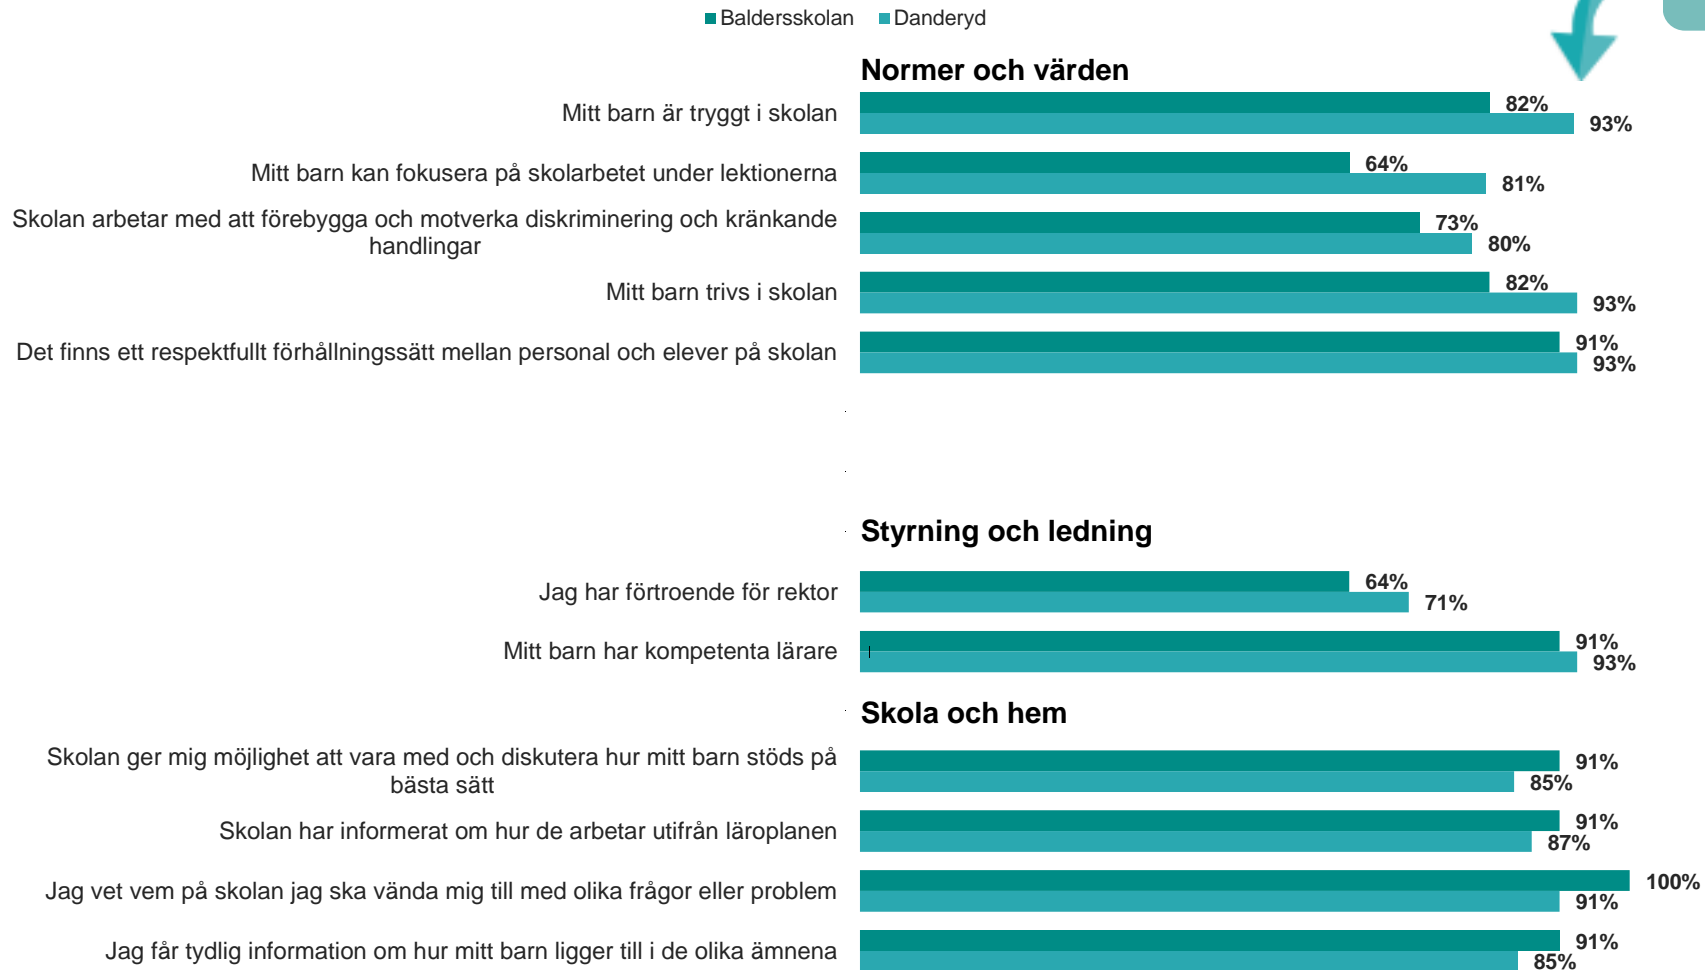 Baldersskolan Danderyd
Normer och värden
Mitt barn är tryggt i skolan
82%
93%
Mitt barn kan fokusera på skolarbetet under lektionerna
64%
81%
Skolan arbetar med att förebygga och motverka diskriminering och kränkande
handlingar
73%
80%
Mitt barn trivs i skolan
82%
93%
Det finns ett respektfullt förhållningssätt mellan personal och elever på skolan
91%
93%
Styrning och ledning
Jag har förtroende för rektor
64%
71%
Mitt barn har kompetenta lärare
91%
93%
Skola och hem
Skolan ger mig möjlighet att vara med och diskutera hur mitt barn stöds på
bästa sätt
91%
85%
Skolan har informerat om hur de arbetar utifrån läroplanen
91%
87%
Jag vet vem på skolan jag ska vända mig till med olika frågor eller problem
100%
91%
Jag får tydlig information om hur mitt barn ligger till i de olika ämnena
91%
85%